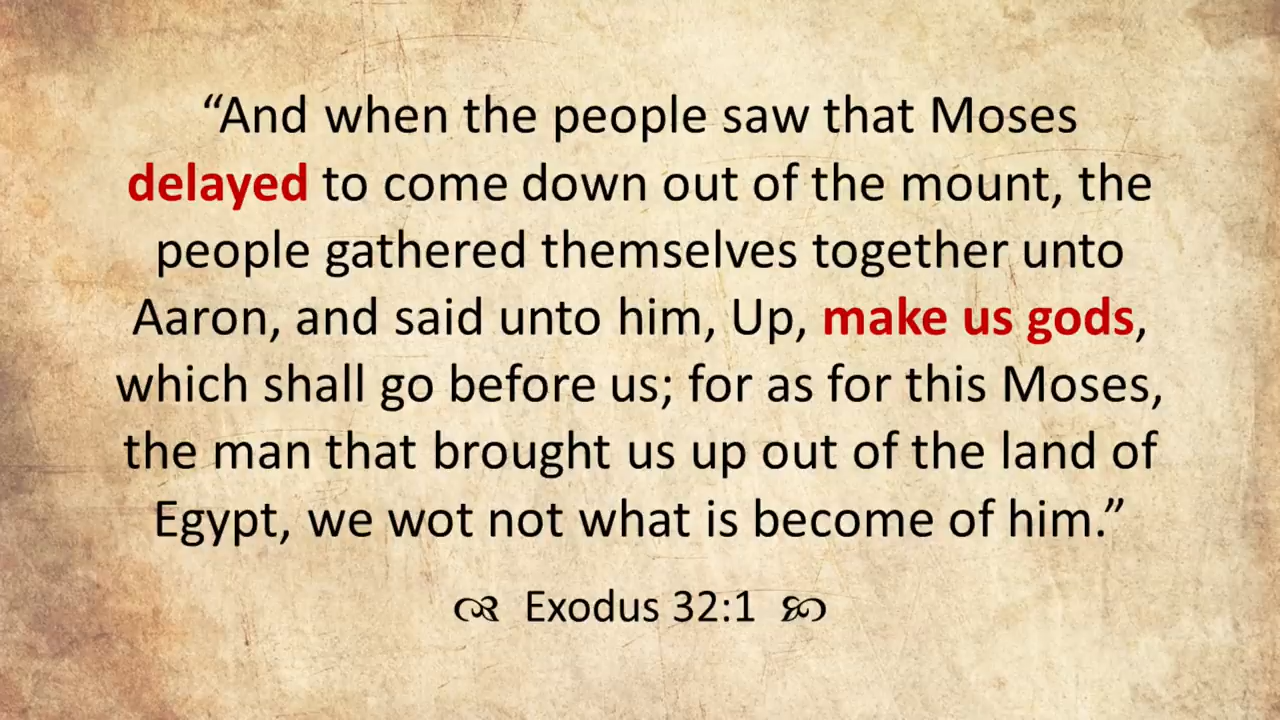 “And when the people saw that Moses
delayed to come down out of the mount, the
people gathered themselves together unto
Aaron, and said unto him, Up, make us gods,
which shall go before us; for as for this Moses,
the man that brought us up out of the land of
Egypt, we wot not what is become of him.”
Exodus 32:1